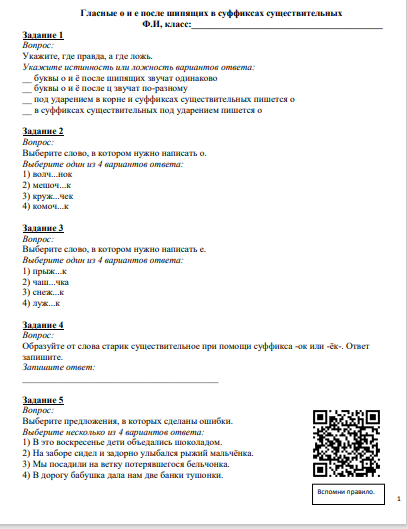 Гласные о и е после шипящих в суффиксах существительных
Ф.И, класс:_______________________________________
Задание 1
Вопрос:
Укажите, где правда, а где ложь.
Укажите истинность или ложность вариантов ответа:
__ буквы о и ё после шипящих звучат одинаково
__ буквы о и ё после ц звучат по-разному
__ под ударением в корне и суффиксах существительных пишется о
__ в суффиксах существительных под ударением пишется о
Задание 2
Вопрос:
Выберите слово, в котором нужно написать о.
Выберите один из 4 вариантов ответа:
1) волч...нок
2) мешоч...к
3) круж...чек
4) комоч...к
Задание 3
Вопрос:
Выберите слово, в котором нужно написать е.
Выберите один из 4 вариантов ответа:
1) прыж...к
2) чаш...чка
3) снеж...к
4) луж...к
Задание 4
Вопрос:
Образуйте от слова старик существительное при помощи суффикса -ок или -ёк-. Ответ
запишите.
Запишите ответ:
__________________________________________
Задание 5
Вопрос:
Выберите предложения, в которых сделаны ошибки.
Выберите несколько из 4 вариантов ответа:
1) В это воскресенье дети объедались шоколадом.
2) На заборе сидел и задорно улыбался рыжий мальчёнка.
3) Мы посадили на ветку потерявшегося бельчонка.
4) В дорогу бабушка дала нам две банки тушонки.
Вспомни правило.
1